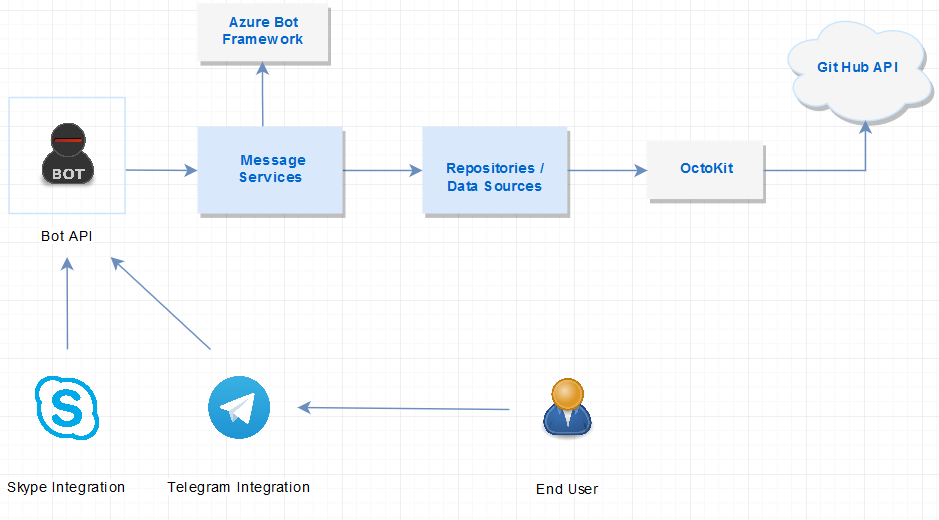 Azure Bot
Framework
Git Hub API
BOT
Message
Services
Repositories /
Data Sources
OctoKit
Bot API
S
Skype Integration
Telegram Integration
End User